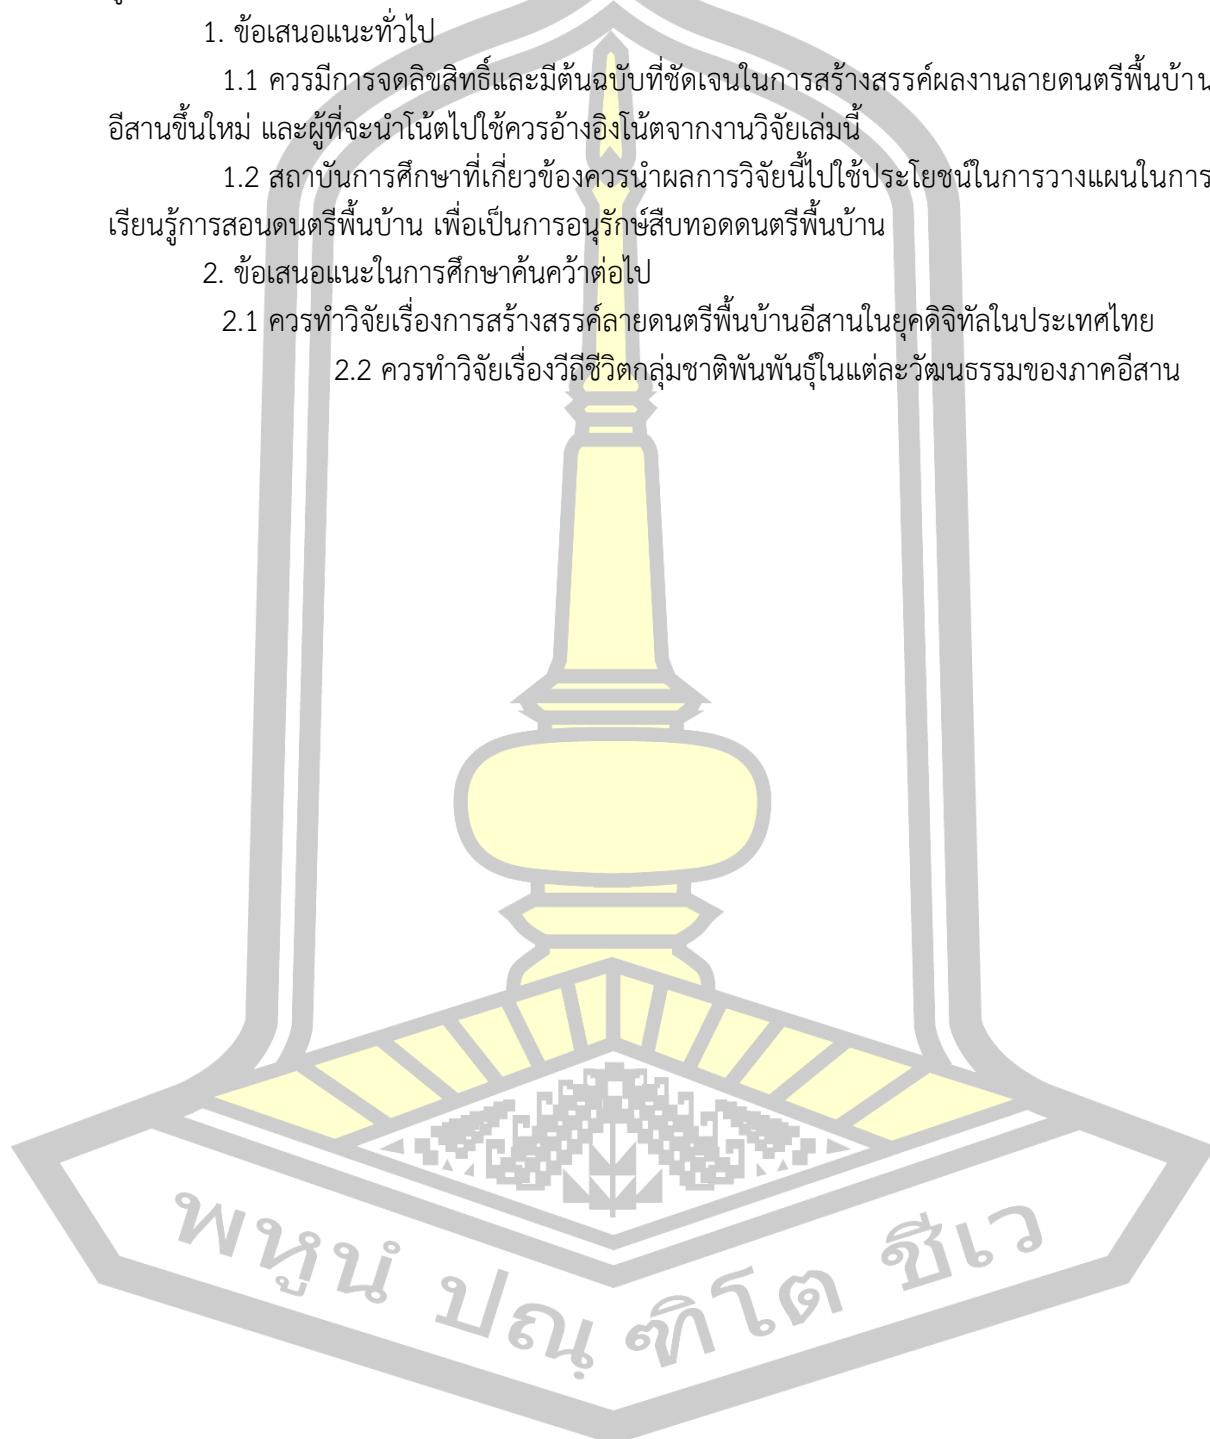 1. ข้อเสนอแนะทั่วไป
1.1 ควรมีการจดลิขสิทธิ์และมีต้นฉบับที่ชัดเจนในการสร้างสรรค์ผลงานลายดนตรีพื้นบ้าน
อีสานขึ้นใหม่ และผู้ที่จะนำโน้ตไปใช้ควรอ้างอิงโน้ตจากงานวิจัยเล่มนี้
1.2 สถาบันการศึกษาที่เกี่ยวข้องควรนำผลการวิจัยนี้ไปใช้ประโยชน์ในการวางแผนในการ
เรียนรู้การสอนดนตรีพื้นบ้าน เพื่อเป็นการอนุรักษ์สืบทอดดนตรีพื้นบ้าน
2. ข้อเสนอแนะในการศึกษาค้นคว้าต่อไป
2.1 ควรทำวิจัยเรื่องการสร้างสรรค์ลายดนตรีพื้นบ้านอีสานในยุคดิจิทัลในประเทศไทย
2.2 ควรทำวิจัยเรื่องวีถีชีวิตกลุ่มชาติพันพันธุ์ในแต่ละวัฒนธรรมของภาคอีสาน
พหูนํ ปณฺฑิโต ชีเว